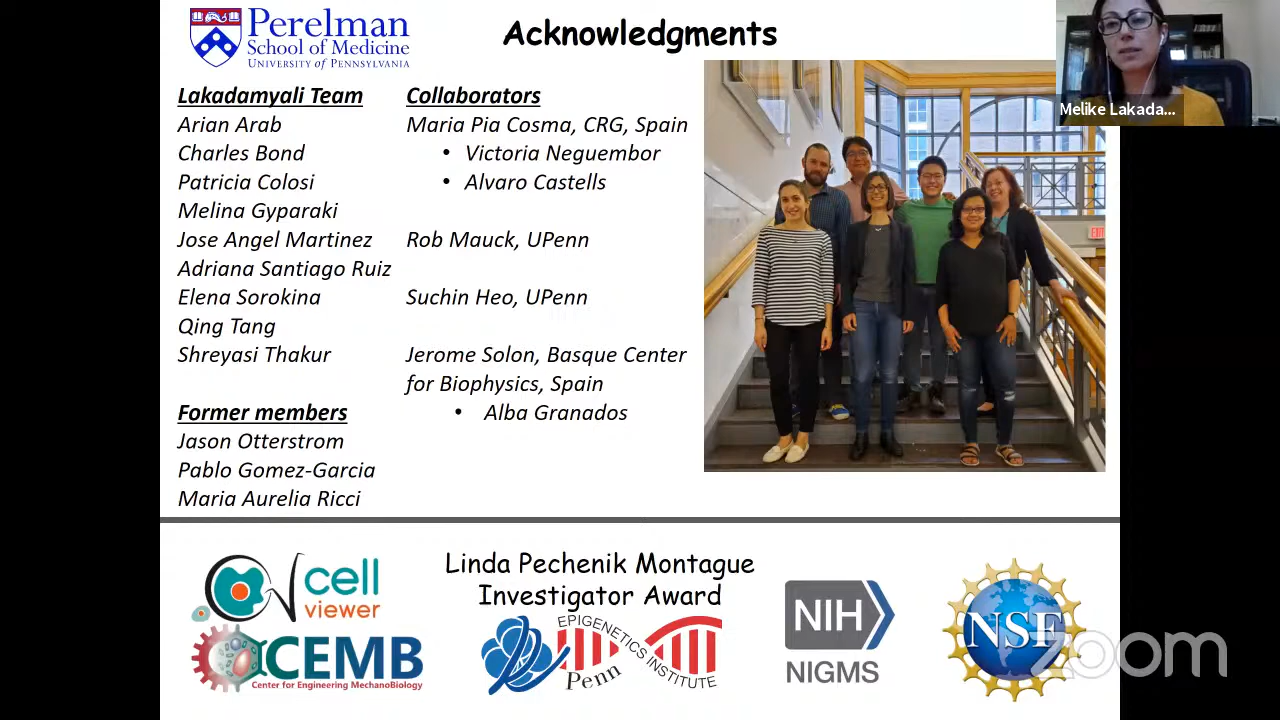 Perelman
School of Medicine
UNIVERSITY of PENNSYLVANIA
Acknowledgments
Melike Lakada...
Lakadamyali Team
Arian Arab
Charles Bond
Patricia Colosi
Melina Gyparaki
Jose Angel Martinez
Adriana Santiago Ruiz
Elena Sorokina
Qing Tang
Shreyasi Thakur
Former members
Jason Otterstrom
Pablo Gomez-Garcia
Maria Aurelia Ricci
Collaborators
Maria Pia Cosma, CRG, Spain
• Victoria Neguembor
• Alvaro Castells
Rob Mauck, UPenn
Suchin Heo, UPenn
Jerome Solon, Basque Center
for Biophysics, Spain
• Alba Granados
EXIT
cell
viewer
CEMB
Center for Engineering MechanoBiology
Linda Pechenik Montague
Investigator Award
EPIGENETICS INSTITUTE
Penn
NIH
NIGMS
NSF
zoom